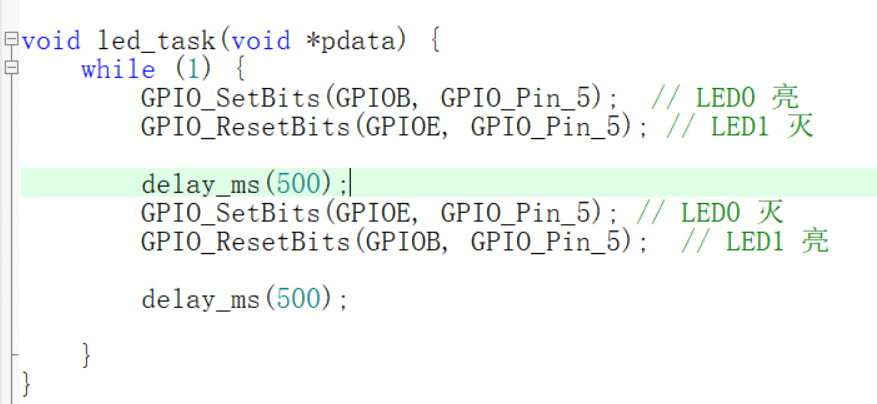 void led_task(void *pdata) {
    while (1) {
        GPIO_SetBits(GPIOB, GPIO_Pin_5);  // LED0 亮
        GPIO_ResetBits(GPIOE, GPIO_Pin_5); // LED1 灭
        delay_ms(500);
        GPIO_SetBits(GPIOE, GPIO_Pin_5); // LED0 灭
        GPIO_ResetBits(GPIOB, GPIO_Pin_5);  // LED1 亮
        delay_ms(500);
    }
}